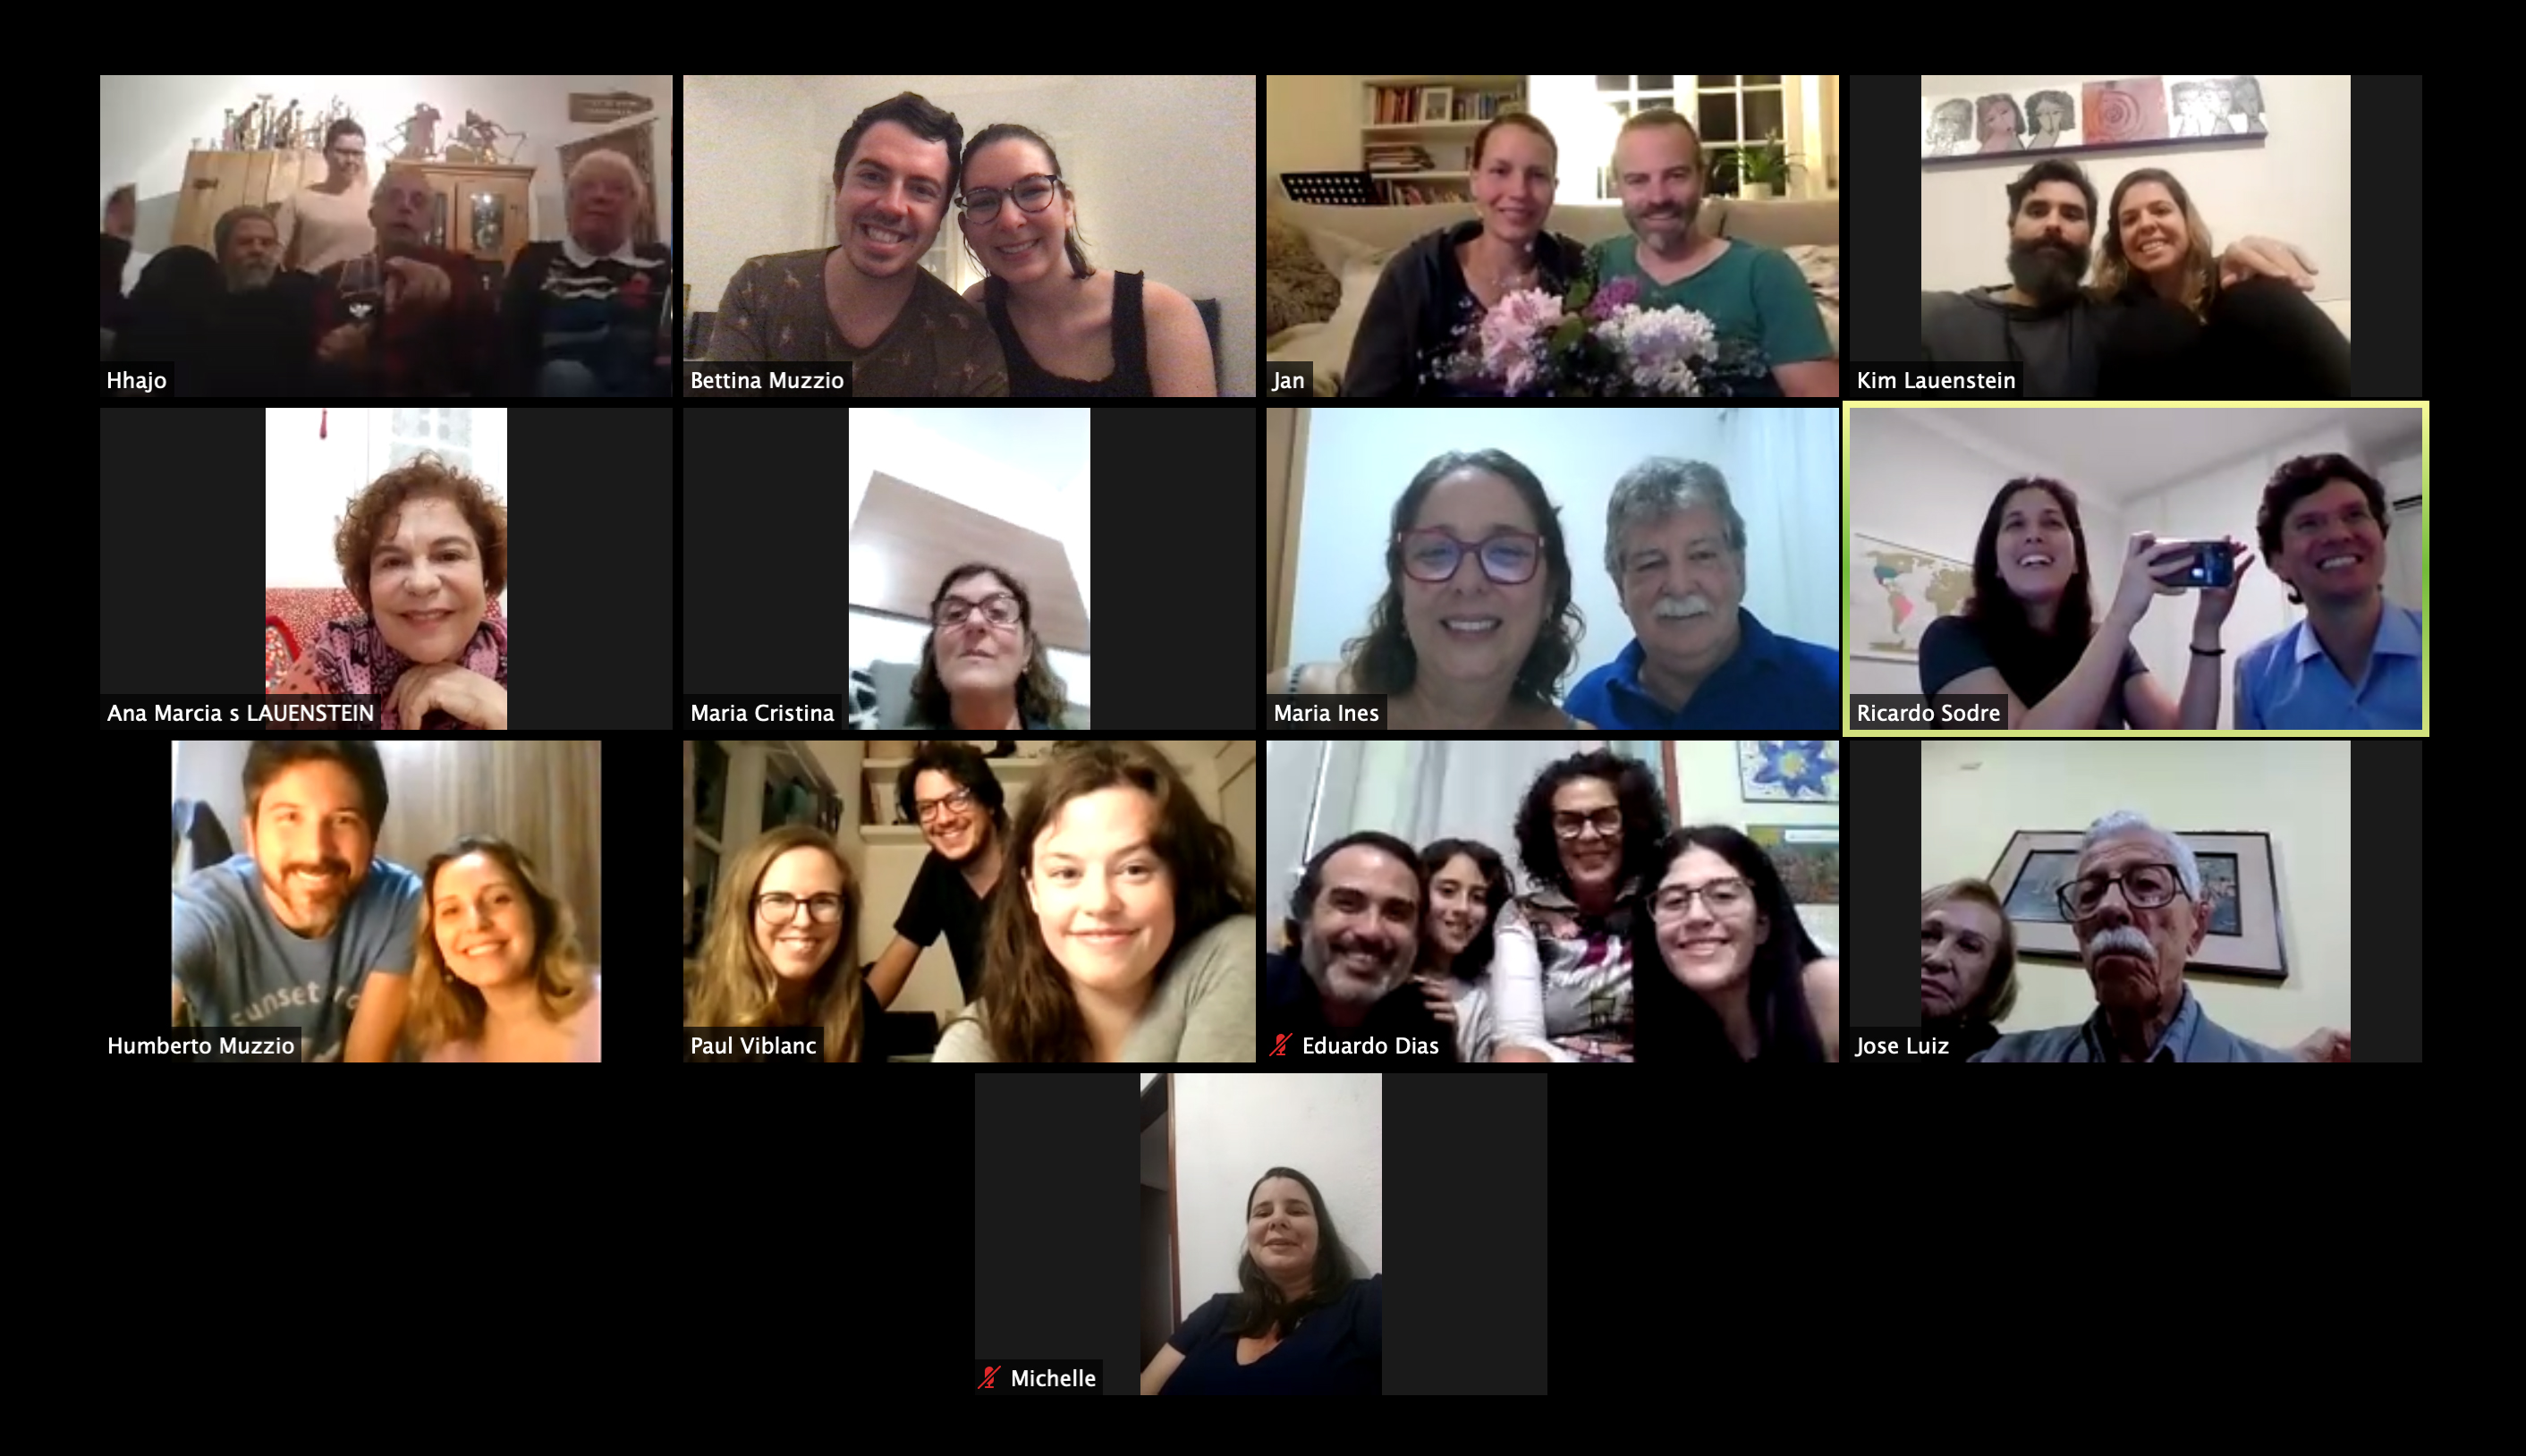 Hhajo
Bettina Muzzio
Jan
Kim Lauenstein
Ana Marcia s LAUENSTEIN
Maria Cristina
Maria Ines
Ricardo Sodre
Humberto Muzzio
Paul Viblanc
Eduardo Dias
Jose Luiz
Michelle